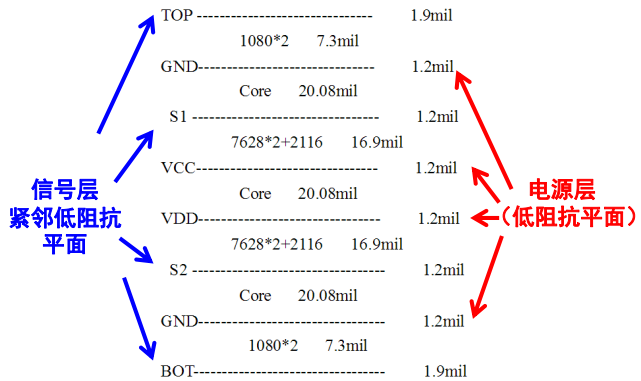 TOP ------------------------------- 1.9mil
1080*2 7.3mil
GND------------------------------- 1.2mil
Core 20.08mil
S1 --------------------------------- 1.2mil
7628*2+2116 16.9mil
VCC-------------------------------- 1.2mil
Core 20.08mil
VDD-------------------------------- 1.2mil
7628*2+2116 16.9mil
S2 ---------------------------------- 1.2mil
Core 20.08mil
GND--------------------------------- 1.2mil
1080*2 7.3mil
BOT---------------------------------- 1.9mil
信号层
紧邻低阻抗
平面
电源层
（低阻抗平面）